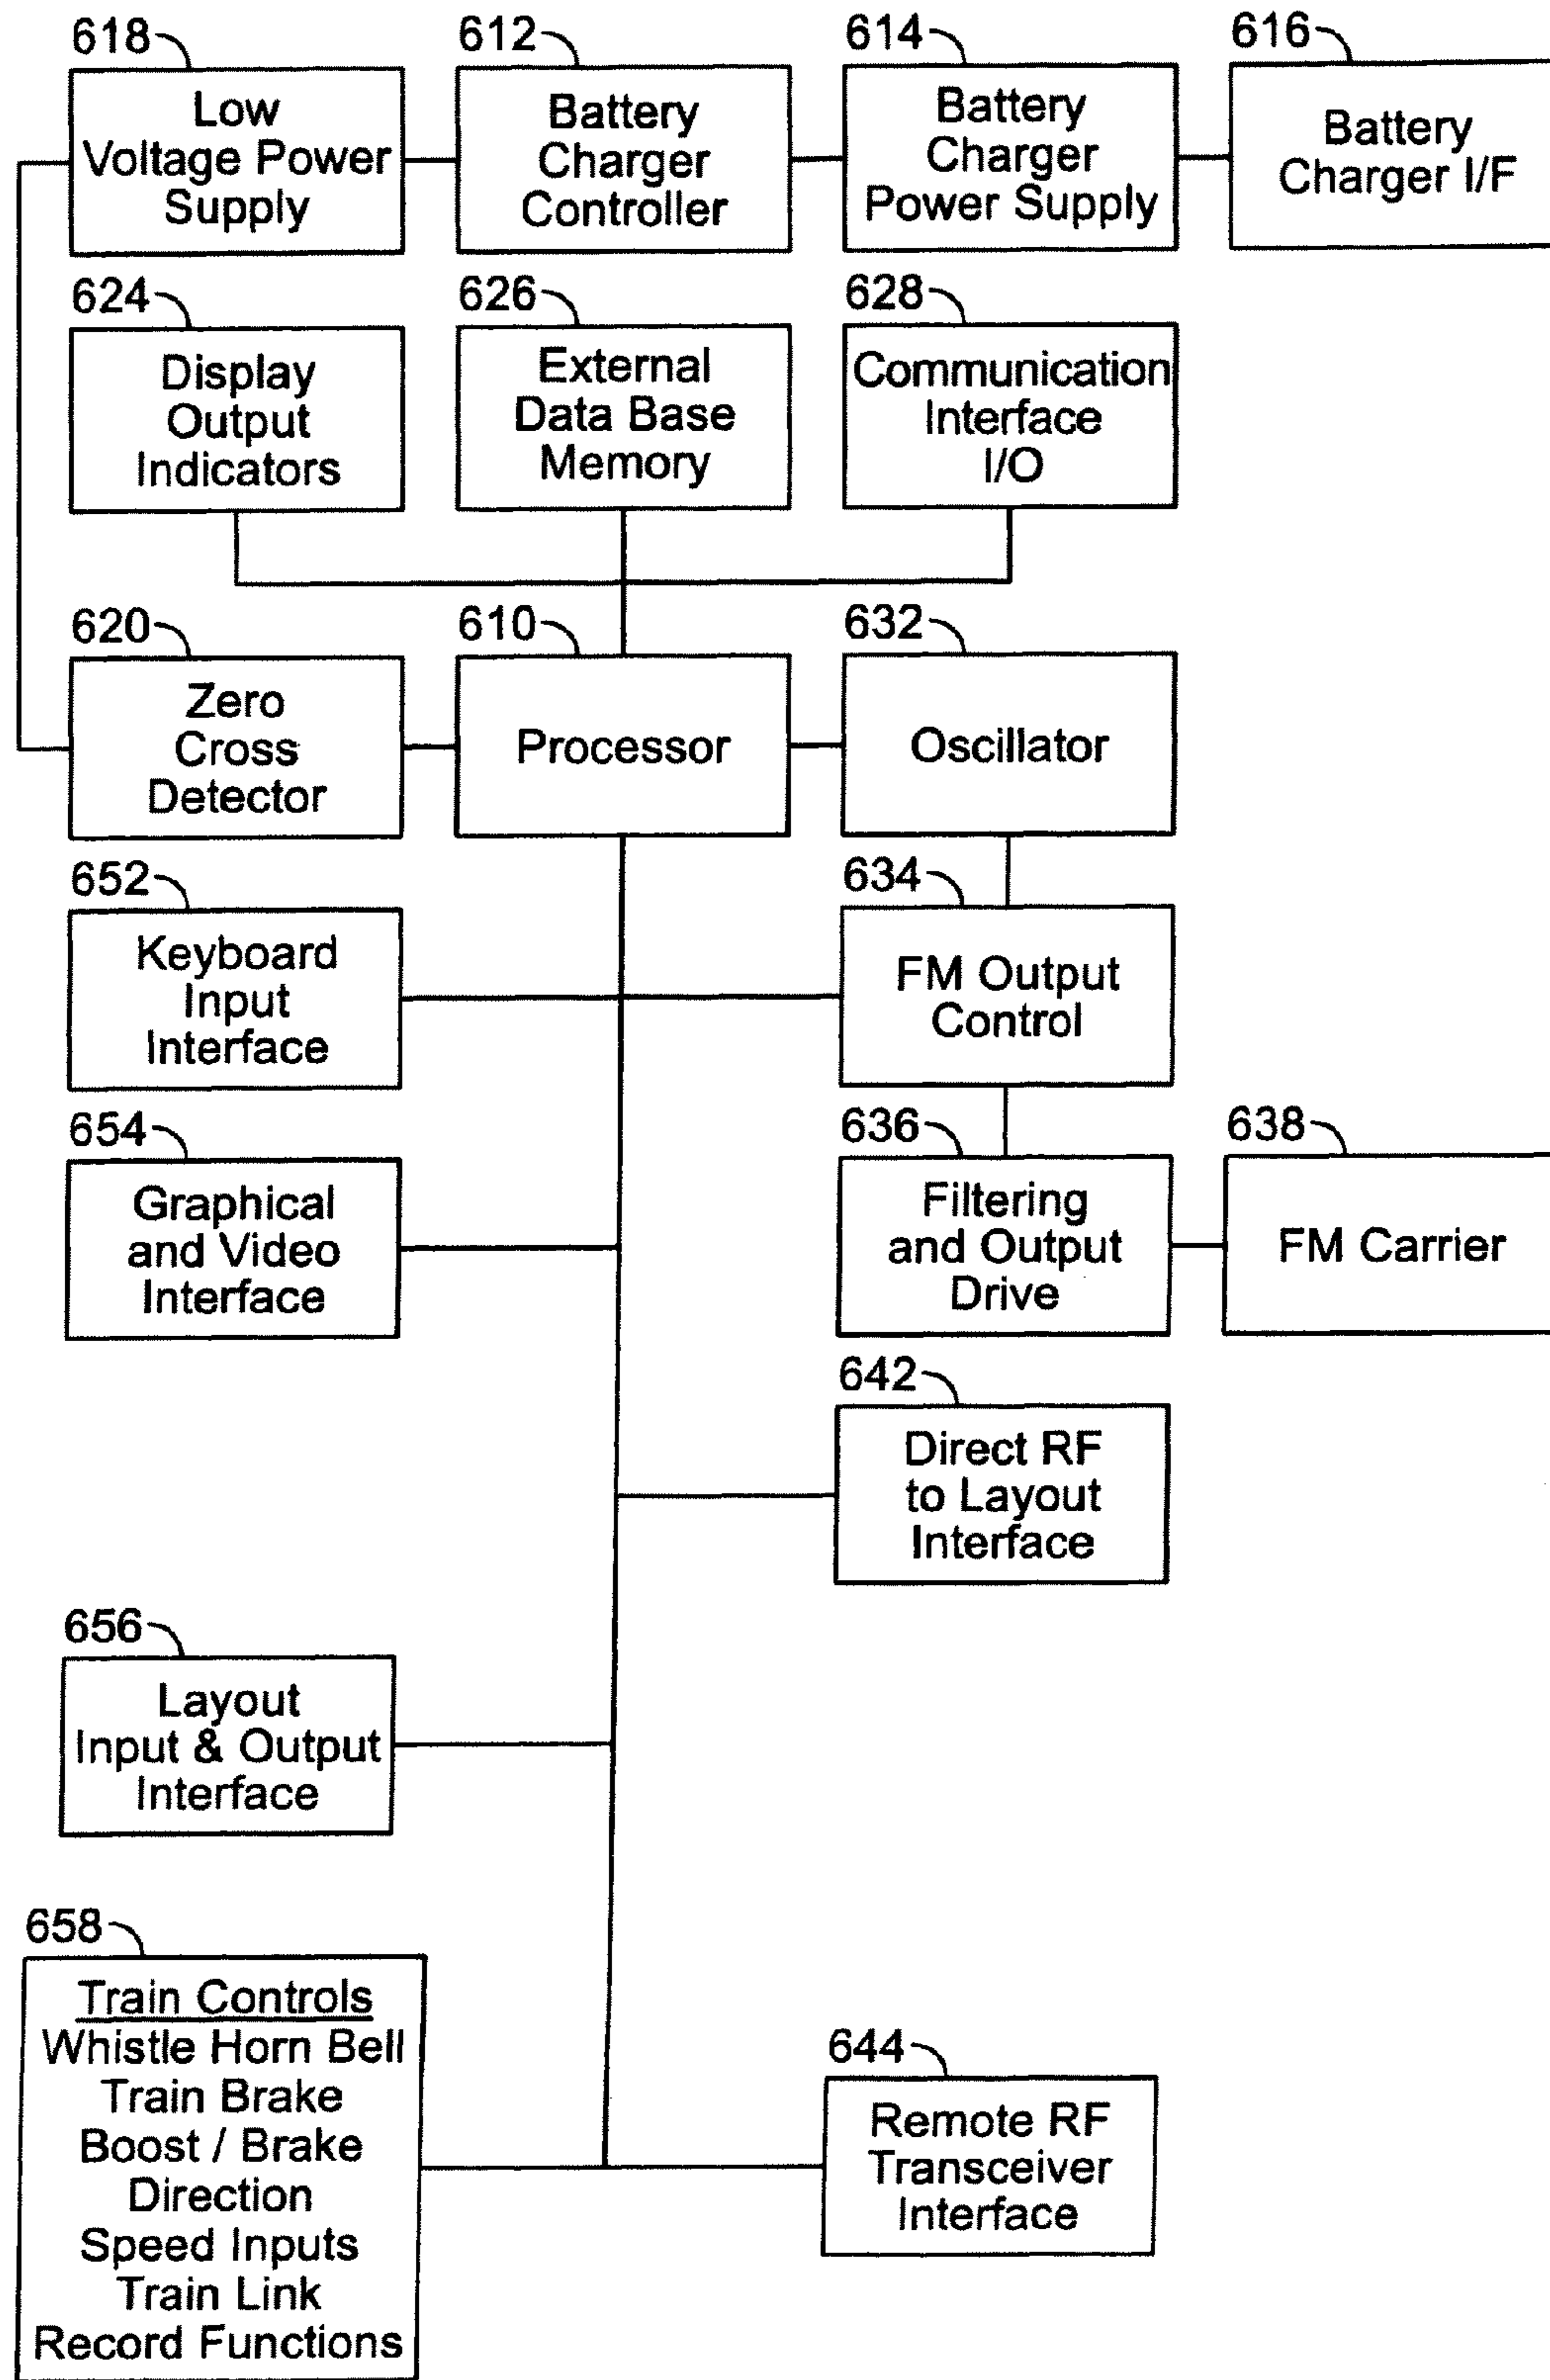 618
Low
Voltage Power
Supply
612
Battery
Charger
Controller
614
Battery
Charger
Power Supply
616
Battery
Charger I/F
624
Display
Output
Indicators
626
External
Data Base
Memory
628
Communication
Interface
I/O
620
Zero
Cross
Detector
610
Processor
632
Oscillator
652
Keyboard
Input
Interface
634
FM Output
Control
654
Graphical
and Video
Interface
636
Filtering
and Output
Drive
638
FM Carrier
642
Direct RF
to Layout
Interface
656
Layout
Input & Output
Interface
658
Train Controls
Whistle Horn Bell
Train Brake
Boost / Brake
Direction
Speed Inputs
Train Link
Record Functions
644
Remote RF
Transceiver
Interface